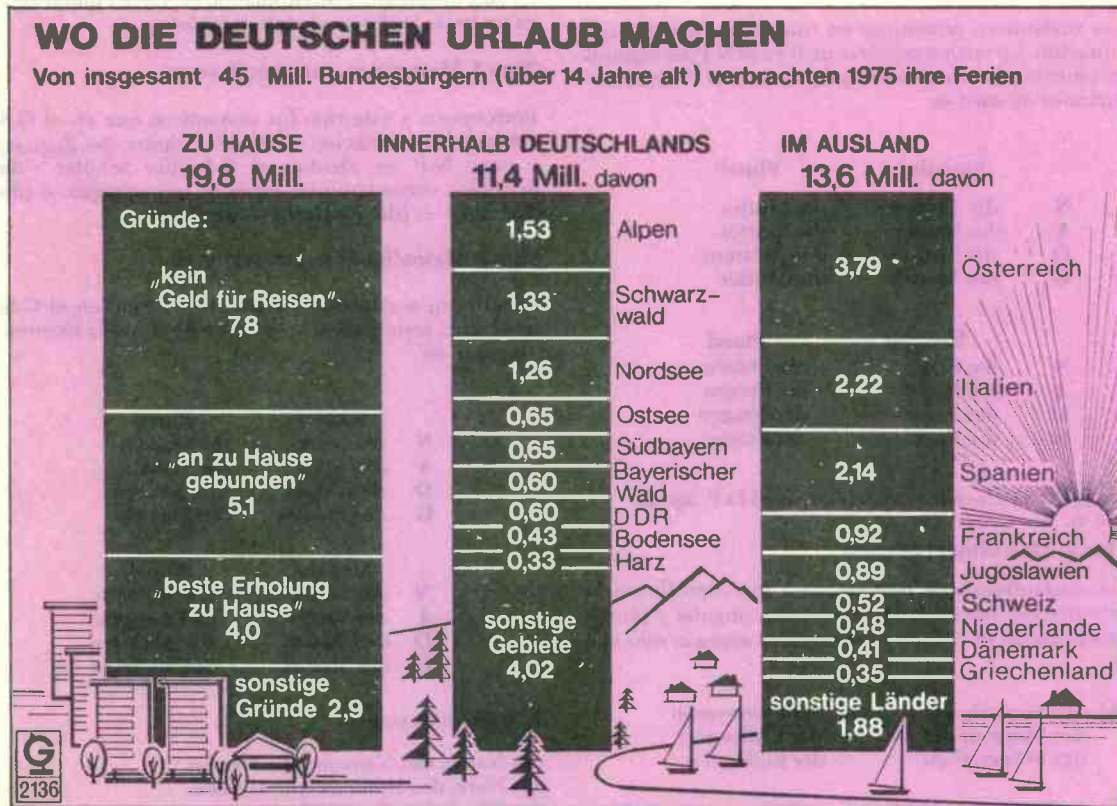 WO DIE DEUTSCHEN URLAUB MACHEN
Von insgesamt 45 Mill. Bundesbürgern (über 14 Jahre alt) verbrachten 1975 ihre Ferien
ZU HAUSE
19,8 Mill.
Gründe:
„kein
Geld für Reisen"
7,8
„an zu Hause
gebunden"
5,1
„beste Erholung
zu Hause"
4,0
sonstige
Gründe 2,9
INNERHALB DEUTSCHLANDS
11,4 Mill. davon
1,53 Alpen
1,33 Schwarz-
wald
1,26 Nordsee
0,65 Ostsee
0,65 Südbayern
0,60 Bayerischer
Wald
0,60 DDR
0,43 Bodensee
0,33 Harz
sonstige
Gebiete
4,02
IM AUSLAND
13,6 Mill. davon
3,79 Österreich
2,22 Italien
2,14 Spanien
0,92 Frankreich
0,89 Jugoslawien
0,52 Schweiz
0,48 Niederlande
0,41 Dänemark
0,35 Griechenland
sonstige Länder
1,88
G
2136